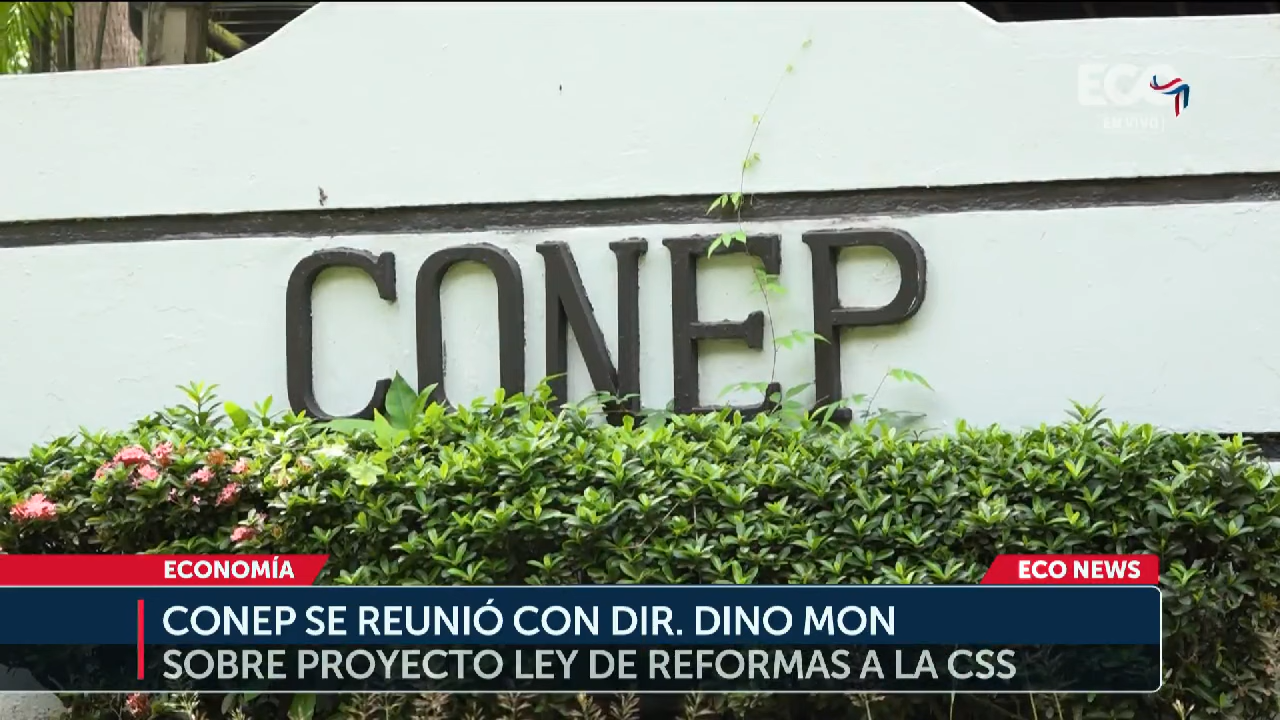 ECO
EN VIVO
CONEP
ECONOMÍA
ECO NEWS
CONEP SE REUNIÓ CON DIR. DINO MON
SOBRE PROYECTO LEY DE REFORMAS A LA CSS